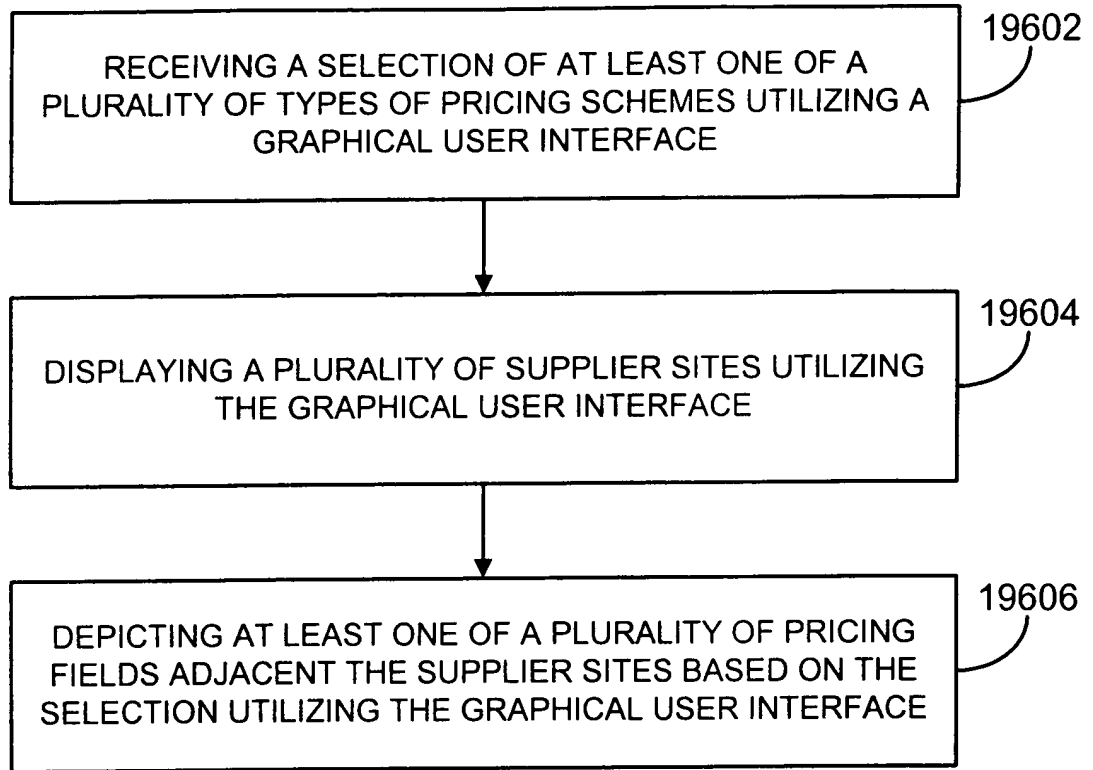 19602
RECEIVING A SELECTION OF AT LEAST ONE OF A
PLURALITY OF TYPES OF PRICING SCHEMES UTILIZING A
GRAPHICAL USER INTERFACE
19604
DISPLAYING A PLURALITY OF SUPPLIER SITES UTILIZING
THE GRAPHICAL USER INTERFACE
19606
DEPICTING AT LEAST ONE OF A PLURALITY OF PRICING
FIELDS ADJACENT THE SUPPLIER SITES BASED ON THE
SELECTION UTILIZING THE GRAPHICAL USER INTERFACE